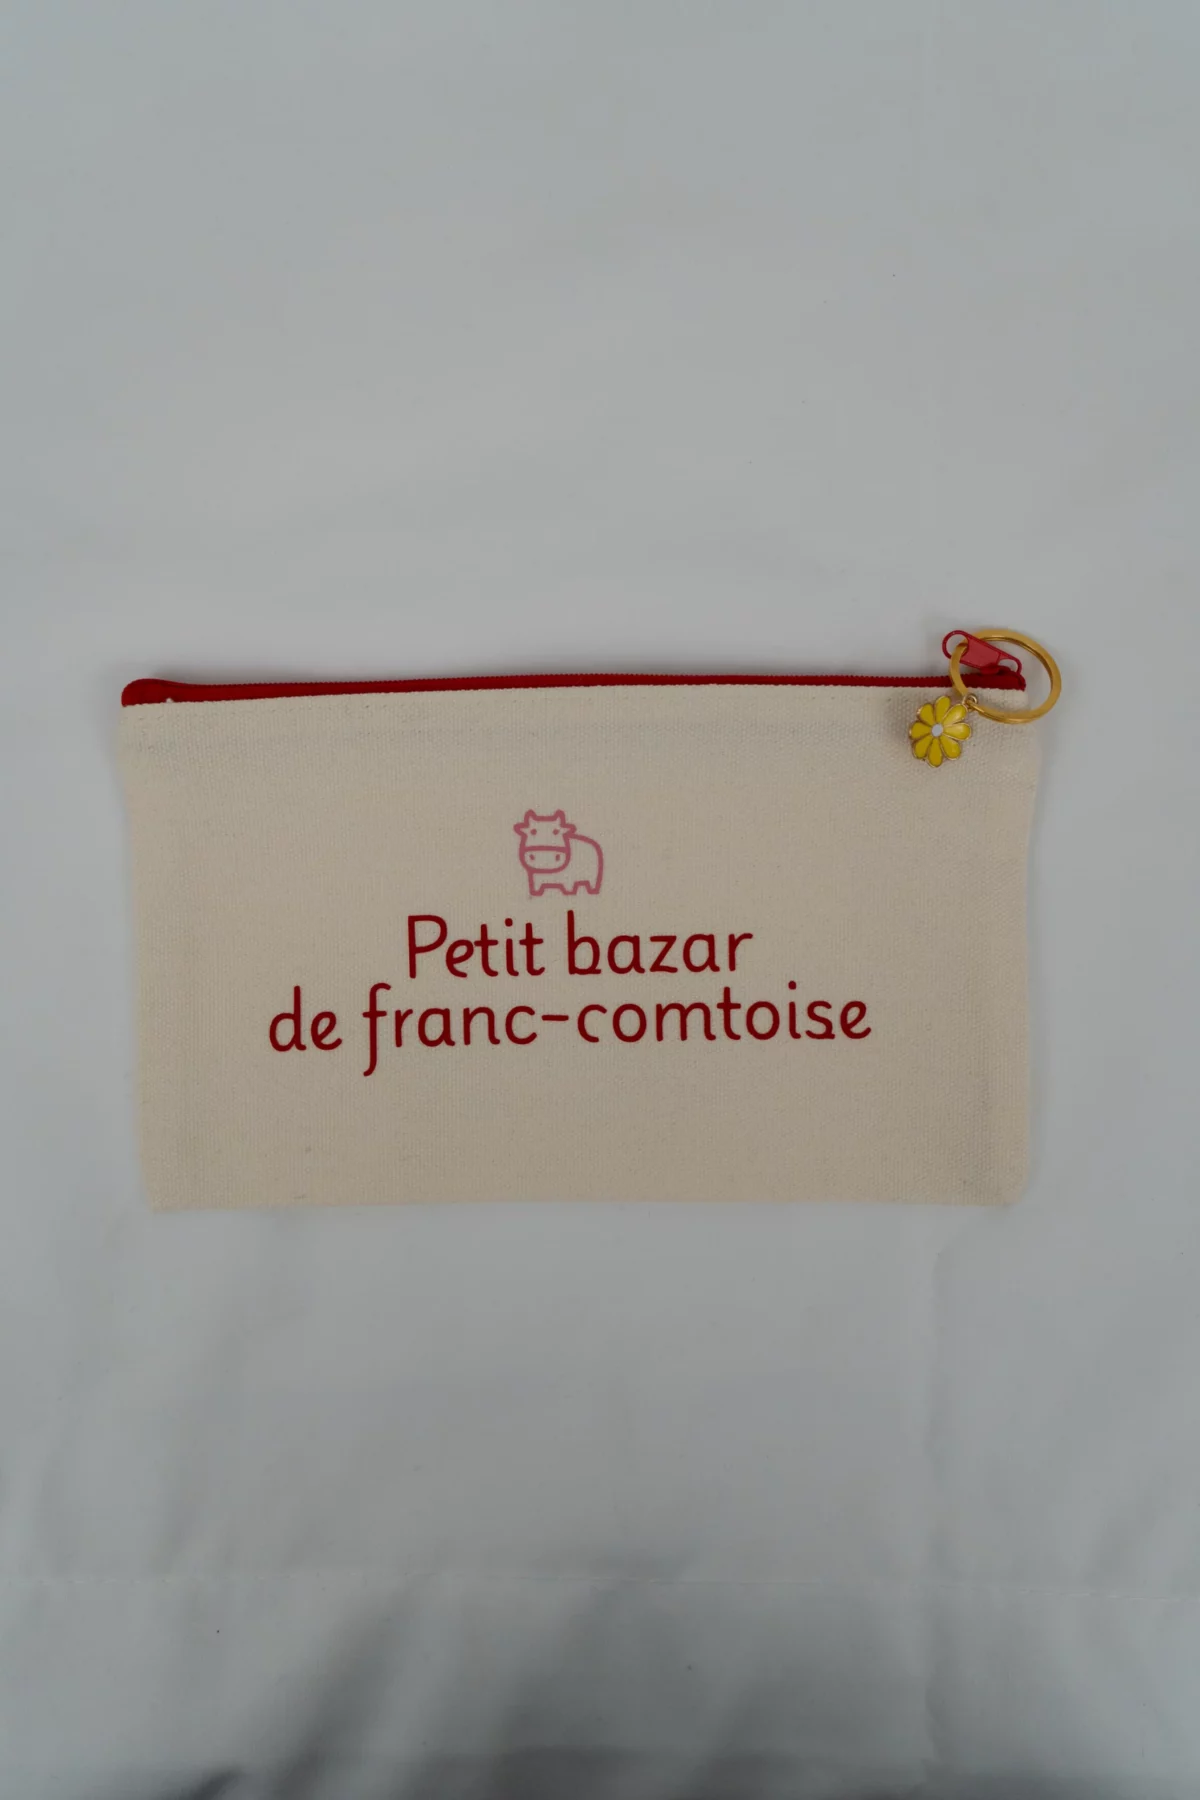 Petit bazar
de franc-comtoise